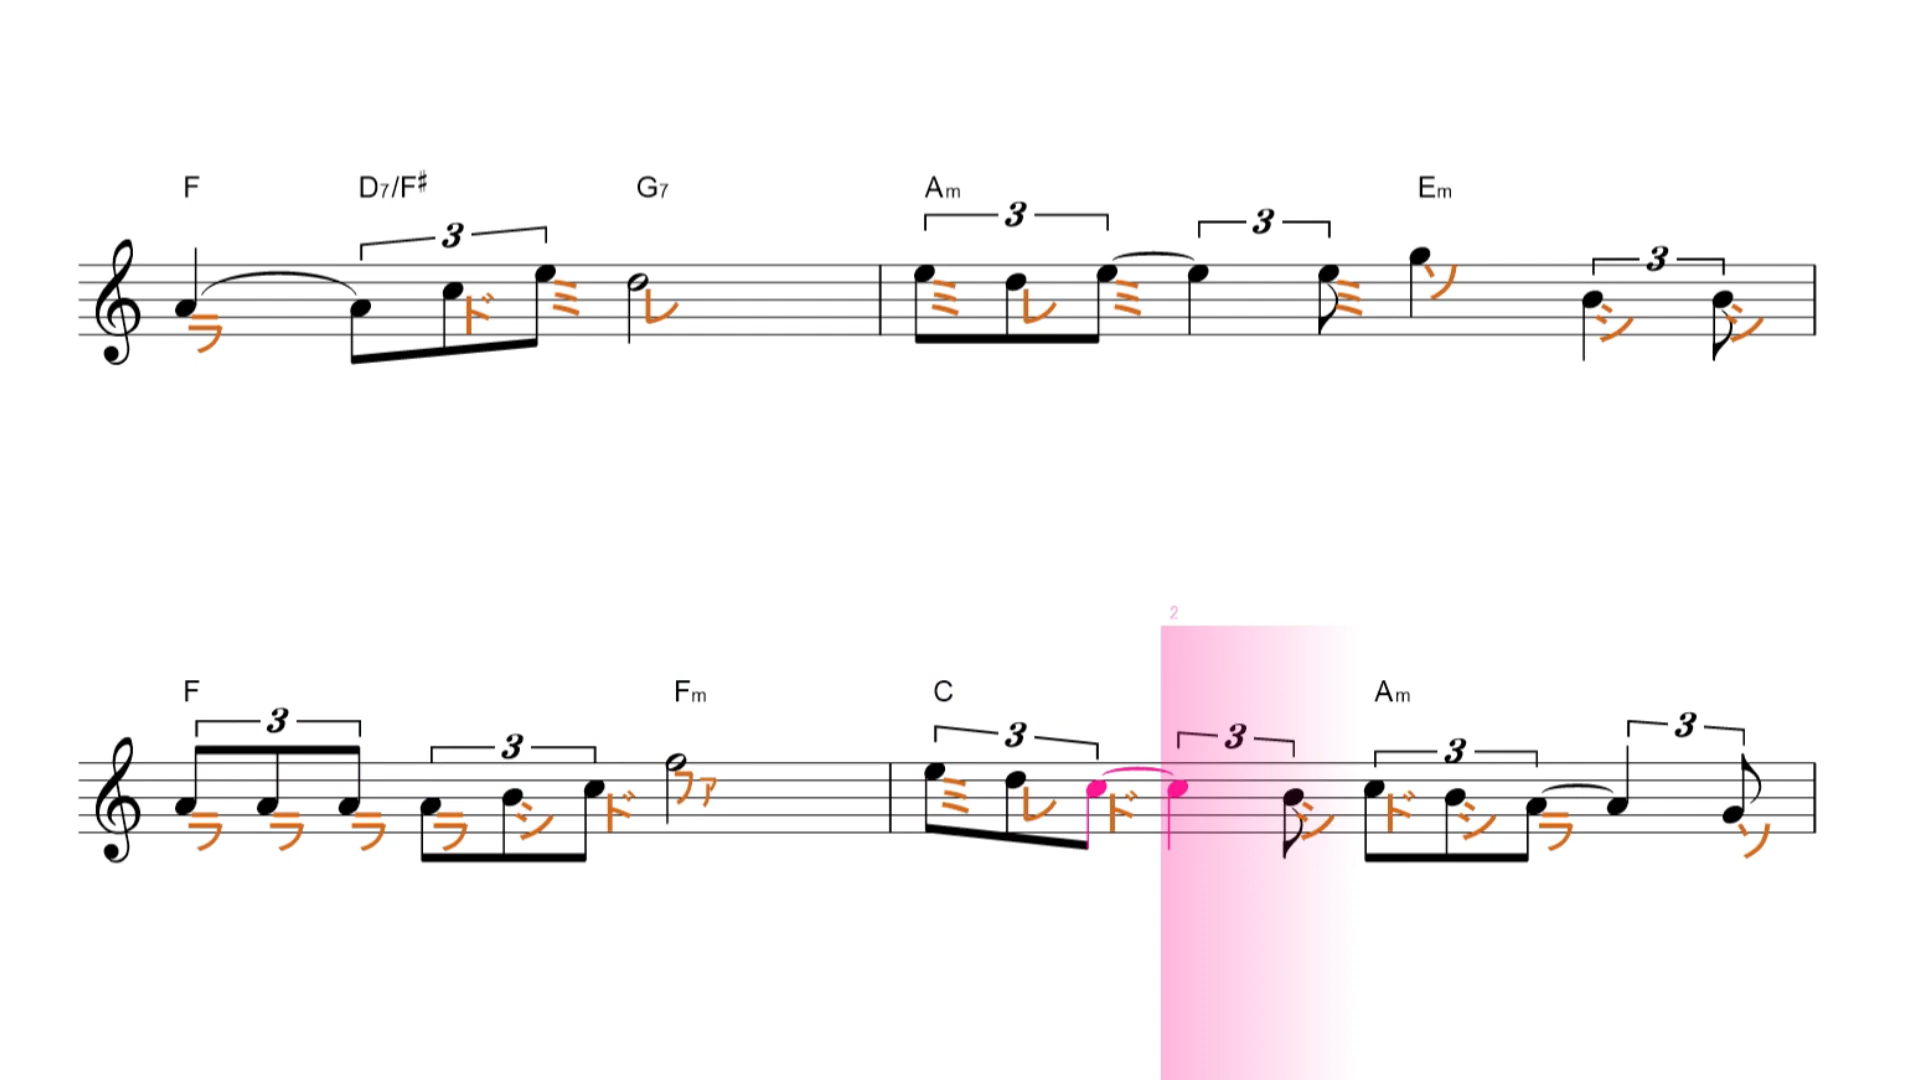 F D7/F♯ G7 Am Em
3 3 3 3
ラ ド ミ レ ミ レ ミ ミ ソ シ シ
2
F Fm C Am
3 3 3 3 3 3
ラ ラ ラ ラ シ ド ファ ミ レ ド シ ド シ ラ ソ